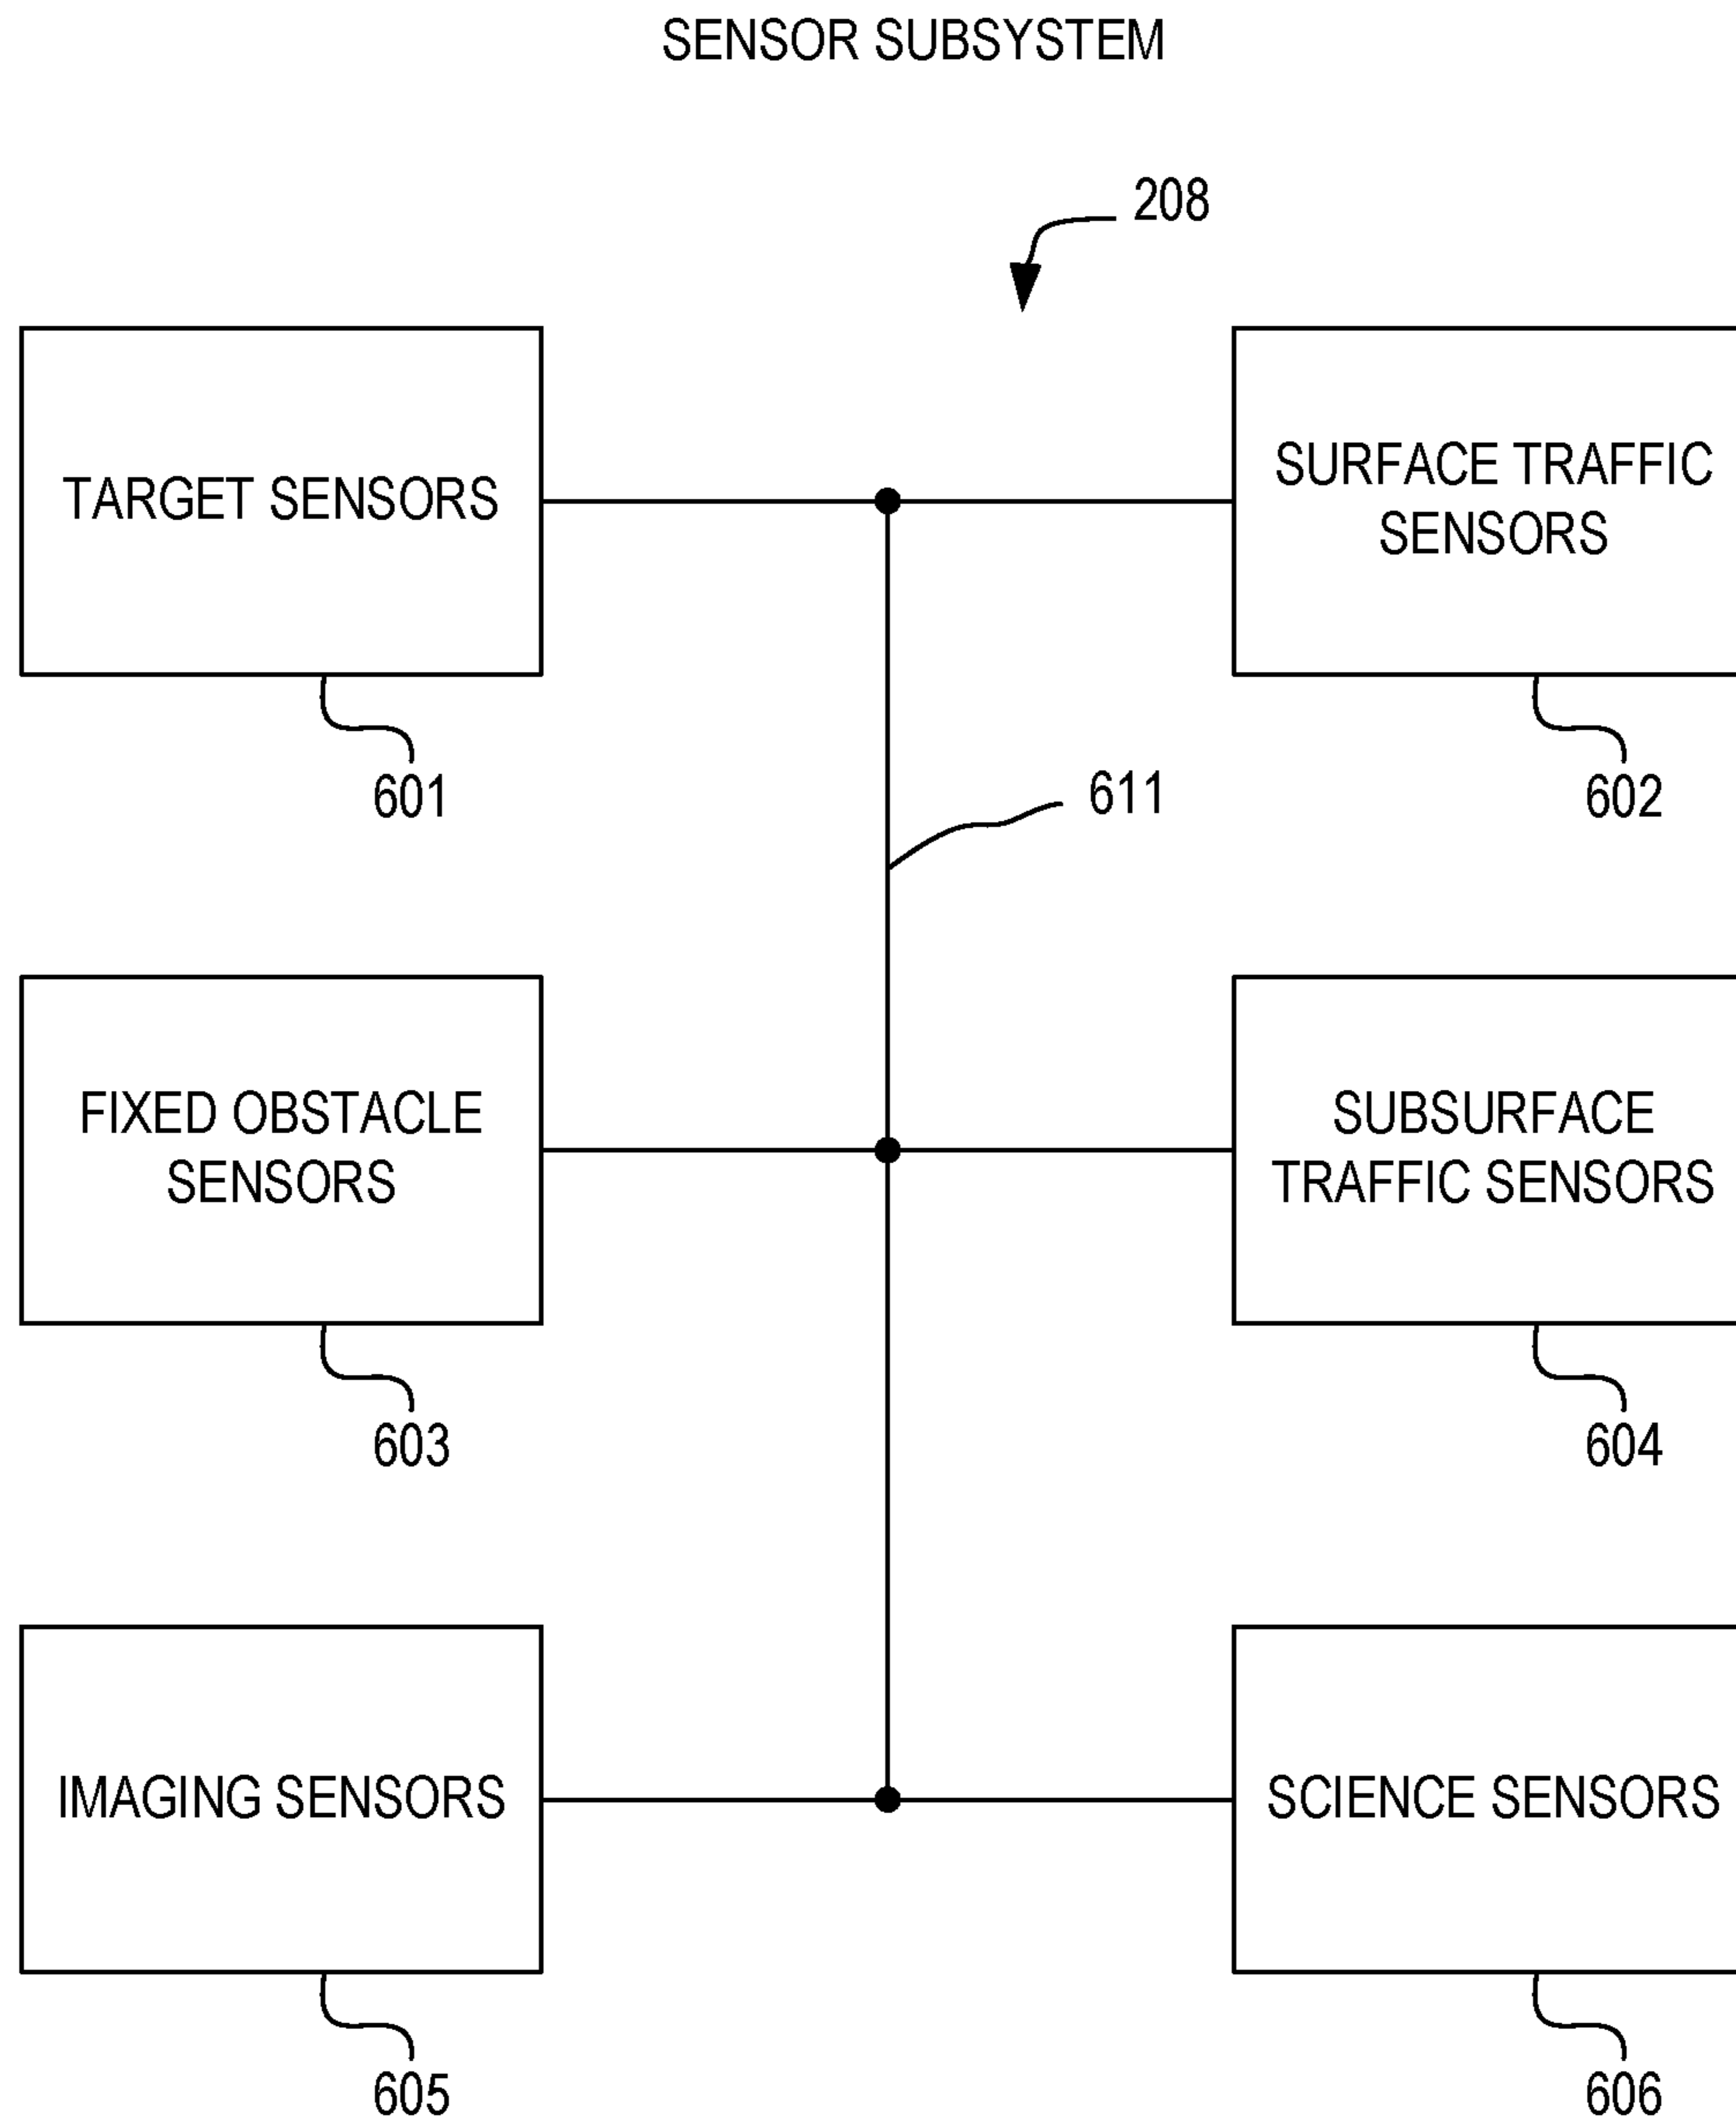 SENSOR SUBSYSTEM
208
TARGET SENSORS
SURFACE TRAFFIC
SENSORS
601
602
611
FIXED OBSTACLE
SENSORS
SUBSURFACE
TRAFFIC SENSORS
603
604
IMAGING SENSORS
SCIENCE SENSORS
605
606